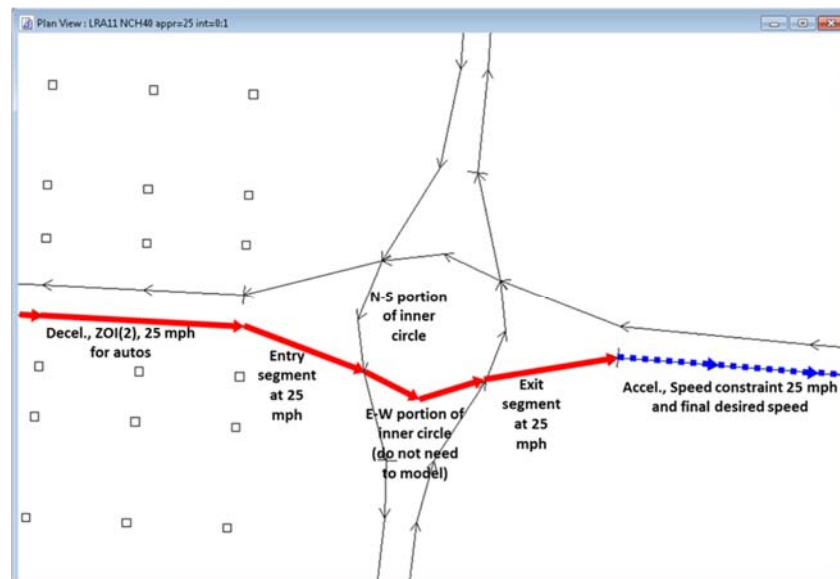 Plan View : LRA11 NCH40 appr=25 int=0:1
N-S portion
of inner
circle
Decel., ZOI(2), 25 mph
for autos
Entry
segment
at 25
mph
E-W portion of
inner circle
(do not need
to model)
Exit
segment
at 25
mph
Accel., Speed constraint 25 mph
and final desired speed